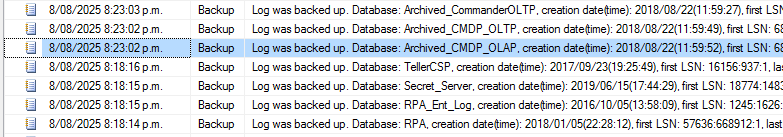 8/08/2025 8:23:03 p.m. Backup Log was backed up. Database: Archived_CommanderOLTP, creation date(time): 2018/08/22(11:59:27), first LSN:
8/08/2025 8:23:02 p.m. Backup Log was backed up. Database: Archived_CMDP_OLTP, creation date(time): 2018/08/22(11:59:49), first LSN: 68
8/08/2025 8:23:02 p.m. Backup Log was backed up. Database: Archived_CMDP_OLAP, creation date(time): 2018/08/22(11:59:52), first LSN: 68
8/08/2025 8:18:16 p.m. Backup Log was backed up. Database: TellerCSP, creation date(time): 2017/09/23(19:25:49), first LSN: 16156:937:1, la
8/08/2025 8:18:15 p.m. Backup Log was backed up. Database: Secret_Server, creation date(time): 2019/06/15(17:44:29), first LSN: 18774:1483
8/08/2025 8:18:15 p.m. Backup Log was backed up. Database: RPA_Ent_Log, creation date(time): 2016/10/05(13:58:09), first LSN: 1245:1626:
8/08/2025 8:18:14 p.m. Backup Log was backed up. Database: RPA, creation date(time): 2018/01/05(22:28:12), first LSN: 57636:668912:1, las